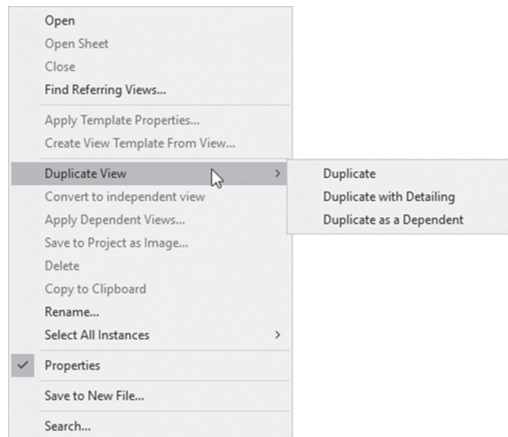 Open
Open Sheet
Close
Find Referring Views...
Apply Template Properties...
Create View Template From View...
Duplicate View
Duplicate
Duplicate with Detailing
Duplicate as a Dependent
Convert to independent view
Apply Dependent Views...
Save to Project as Image...
Delete
Copy to Clipboard
Rename...
Select All Instances
Properties
Save to New File...
Search...